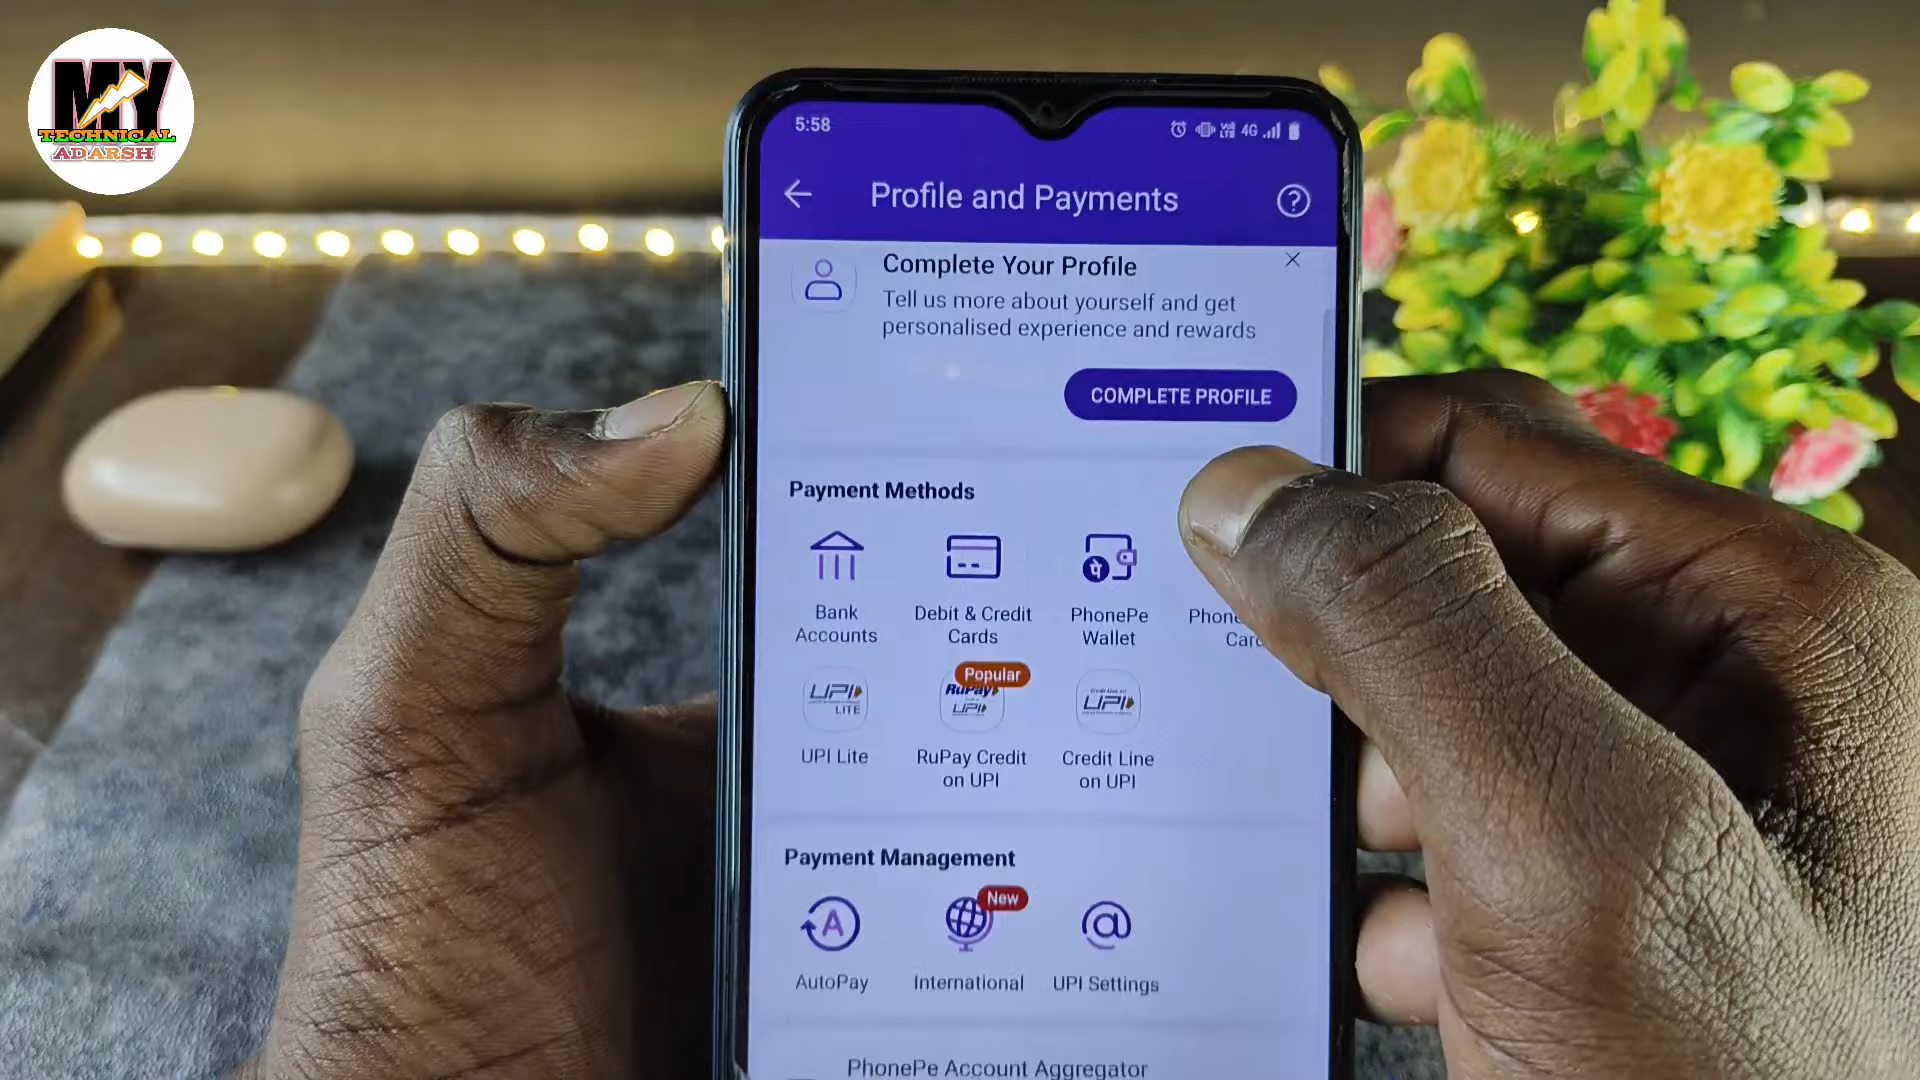 MY
TECHNICAL
ADARSH
5:58
4G
Profile and Payments
Complete Your Profile
Tell us more about yourself and get
personalised experience and rewards
COMPLETE PROFILE
Payment Methods
Bank
Accounts
Debit & Credit
Cards
पे
PhonePe
Wallet
UPI
LITE
UPI Lite
Popular
RuPay
UPI
RuPay Credit
on UPI
Credit Line on
UPI
Credit Line
on UPI
Payment Management
A
AutoPay
New
International
@
UPI Settings
PhonePe Account Aggregator